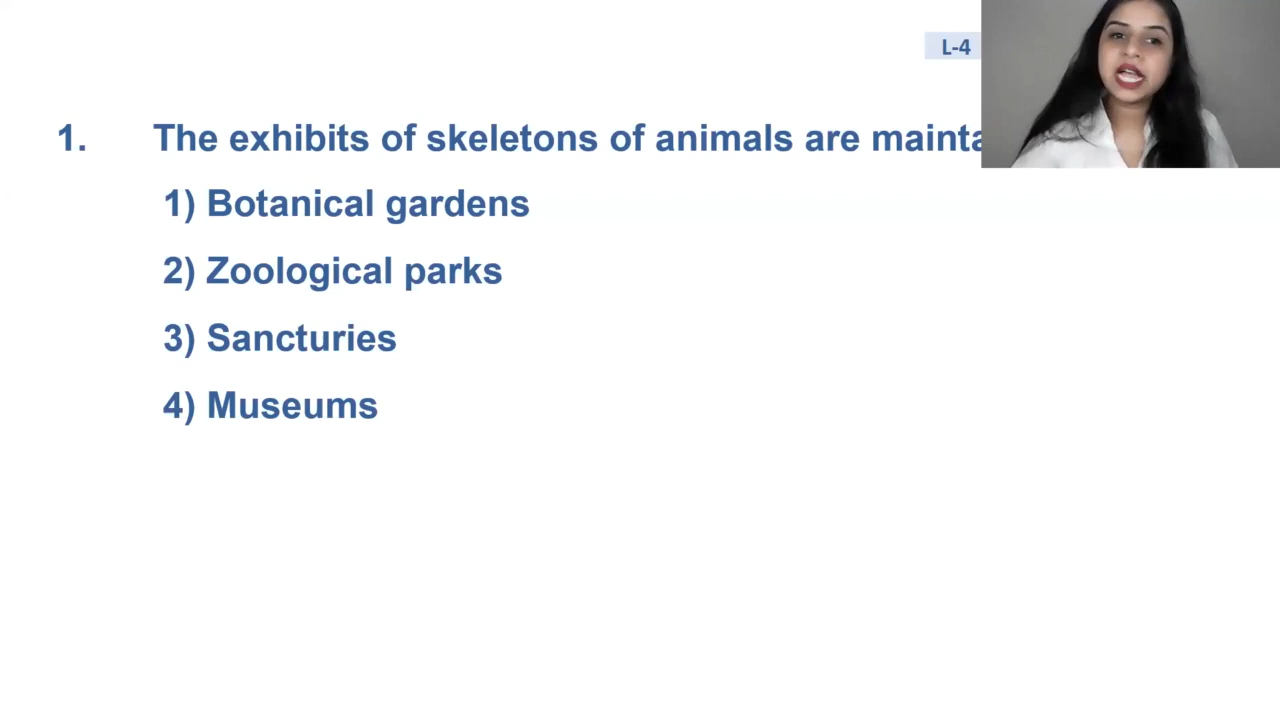 L-4
1. The exhibits of skeletons of animals are
1) Botanical gardens
2) Zoological parks
3) Sancturies
4) Museums